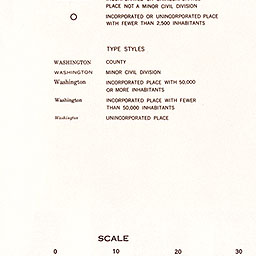 PLACE NOT A MINOR CIVIL DIVISION
INCORPORATED OR UNINCORPORATED PLACE
WITH FEWER THAN 2,500 INHABITANTS
TYPE STYLES
WASHINGTON COUNTY
WASHINGTON MINOR CIVIL DIVISION
Washington INCORPORATED PLACE WITH 50,000
OR MORE INHABITANTS
Washington INCORPORATED PLACE WITH FEWER
THAN 50,000 INHABITANTS
Washington UNINCORPORATED PLACE
SCALE
0 10 20 30